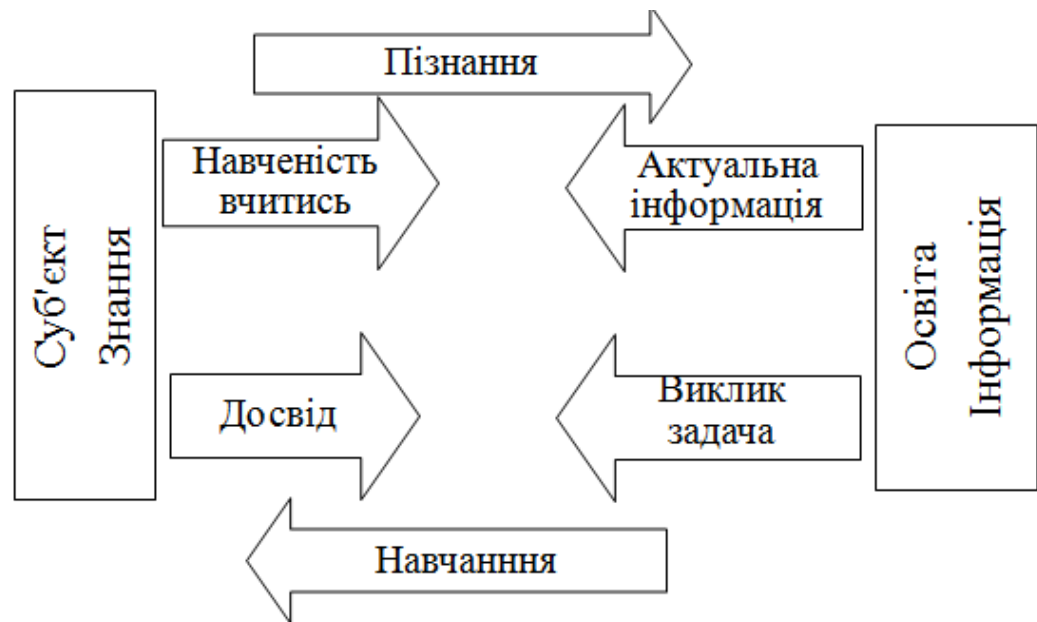 Пізнання
Суб'єкт
Знання
Навченість
вчитись
Актуальна
інформація
Освіта
Інформація
Досвід
Виклик
задача
Навчанння